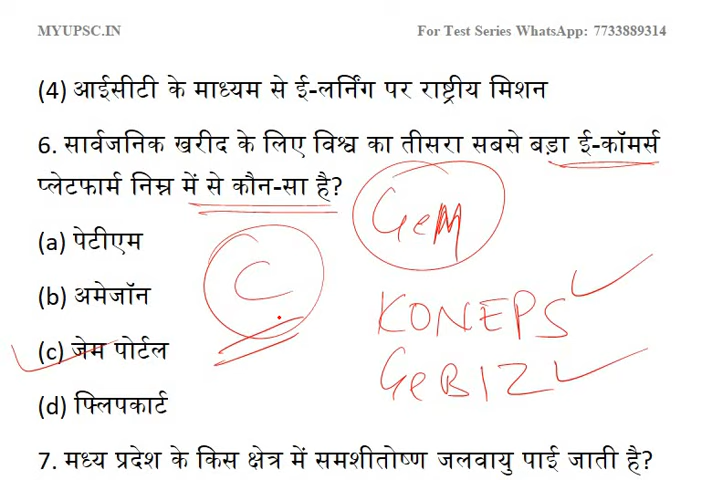 MYUPSC.IN For Test Series WhatsApp: 7733889314
(4) आईसीटी के माध्यम से ई-लर्निंग पर राष्ट्रीय मिशन
6. सार्वजनिक खरीद के लिए विश्व का तीसरा सबसे बड़ा ई-कॉमर्स
प्लेटफार्म निम्न में से कौन-सा है?
GeM
(a) पेटीएम
C
(b) अमेजॉन
KONEPS
(c) जेम पोर्टल
GeBIZ
(d) फ्लिपकार्ट
7. मध्य प्रदेश के किस क्षेत्र में समशीतोष्ण जलवायु पाई जाती है?